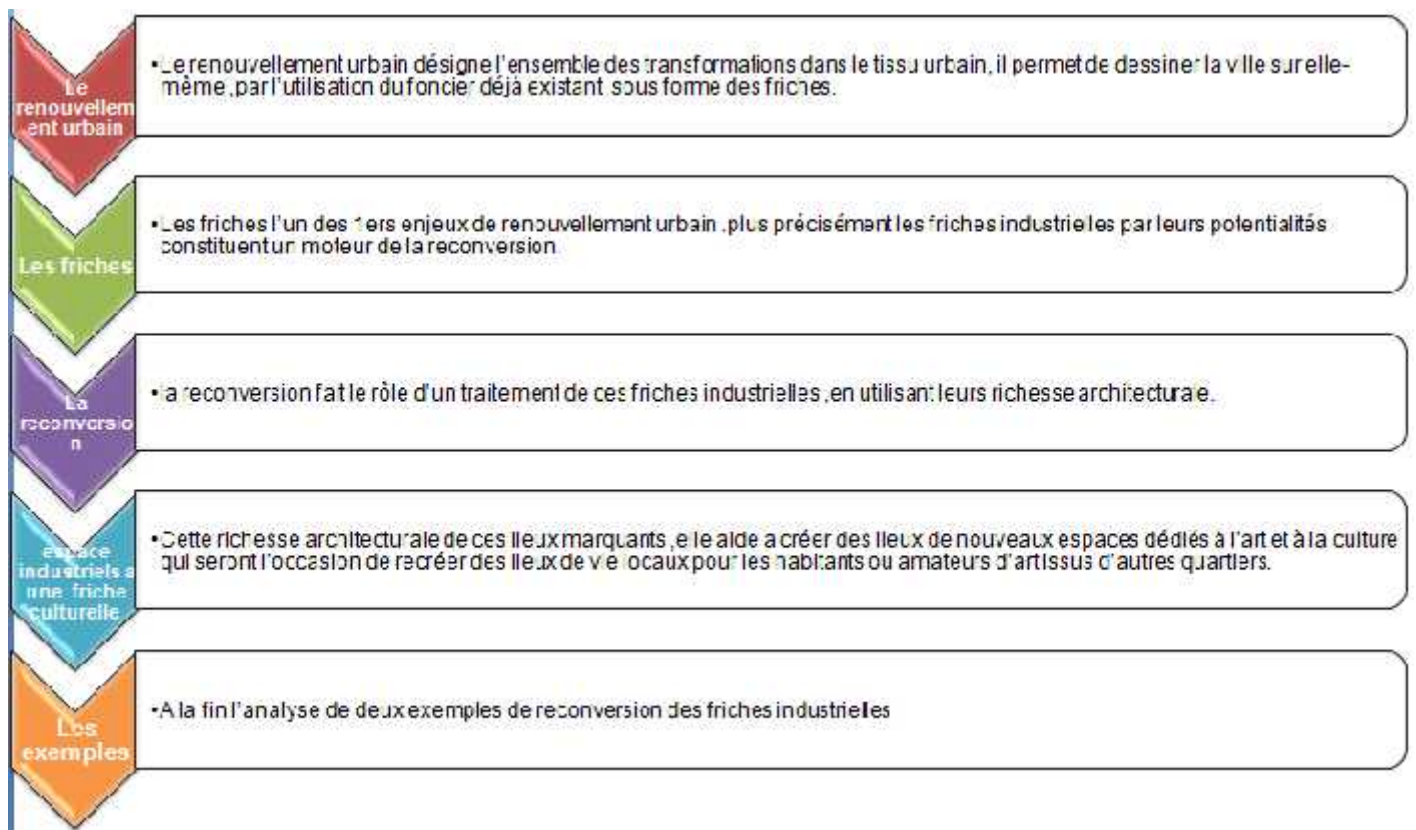 Le
renouvellem
ent urbain
•Le renouvellement urbain désigne l'ensemble des transformations dans le tissu urbain, il permet de dessiner la ville sur elle-
même ,par l'utilisation du foncier déjà existant sous forme des friches.
Les friches
•Les friches l'un des 1ers enjeux de renouvellement urbain ,plus précisément les friches industrielles par leurs potentialités
constituent un moteur de la reconversion
La
reconversio
n
•la reconversion fait le rôle d'un traitement de ces friches industrielles ,en utilisant leurs richesse architecturale.
espace
industriels a
une friche
culturelle
•Cette richesse architecturale de ces lieux marquants ,elle aide a créer des lieux de nouveaux espaces dédiés à l'art et à la culture
qui seront l'occasion de recréer des lieux de vie locaux pour les habitants ou amateurs d'art issus d'autres quartiers.
Les
exemples
•A la fin l'analyse de deux exemples de reconversion des friches industrielles